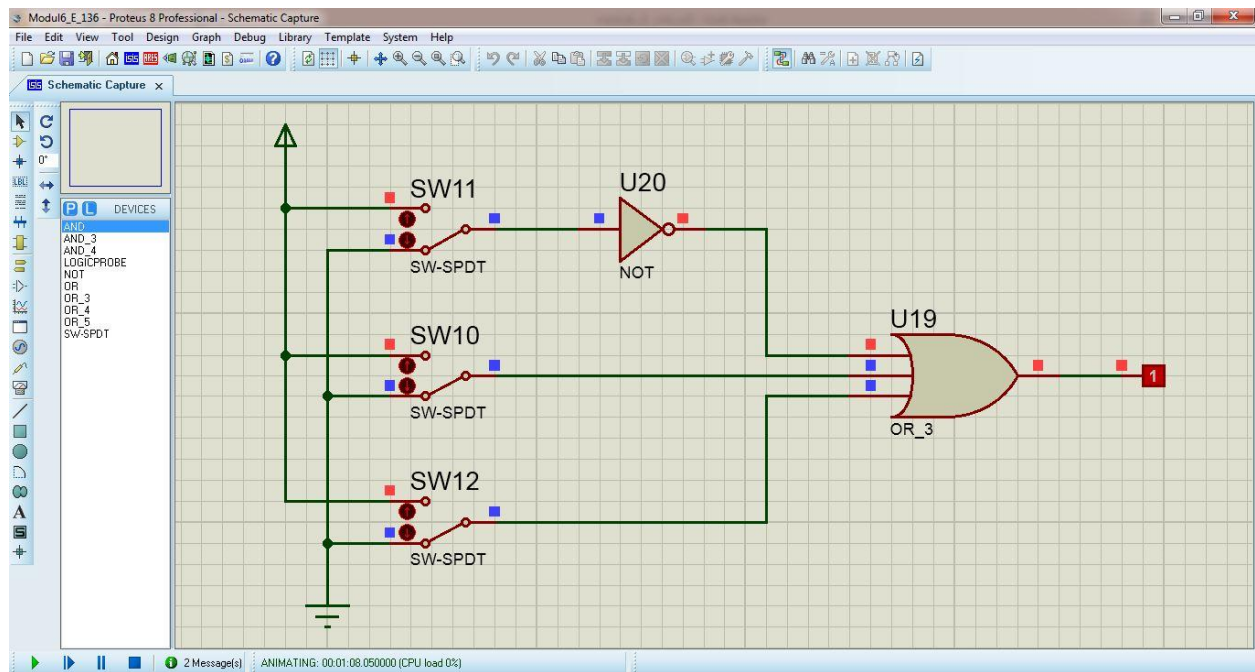 Modul6_E_136 - Proteus 8 Professional - Schematic Capture
File Edit View Tool Design Graph Debug Library Template System Help
Schematic Capture x
0°
LBL
P L DEVICES
AND
AND_3
AND_4
LOGICPROBE
NOT
OR
OR_3
OR_4
OR_5
SW-SPDT
A
S
SW11
SW-SPDT
U20
NOT
SW10
SW-SPDT
U19
OR_3
1
SW12
SW-SPDT
2 Message(s) ANIMATING: 00:01:08.050000 (CPU load 0%)